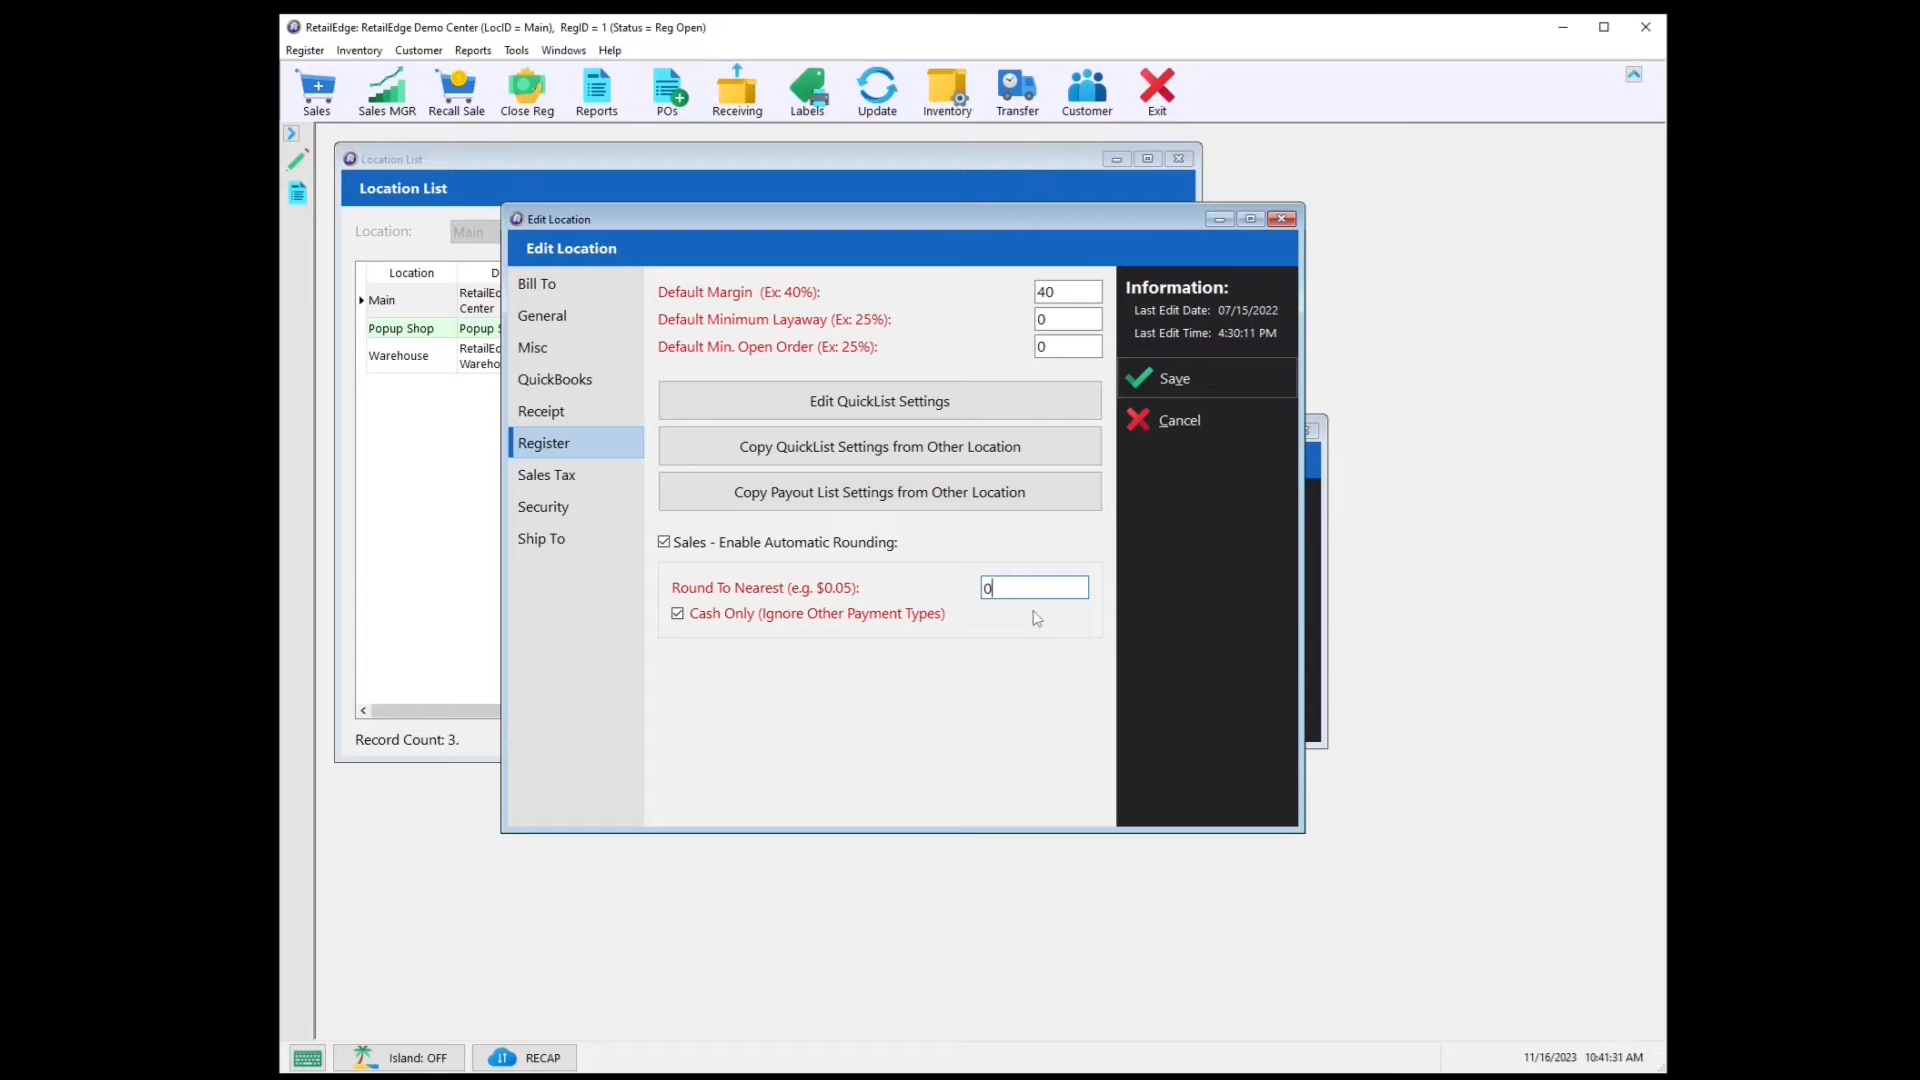 RetailEdge: RetailEdge Demo Center (LocID = Main),  RegID = 1 (Status = Reg Open)
Register Inventory Customer Reports Tools Windows Help
Sales Sales MGR Recall Sale Close Reg Reports POs Receiving Labels Update Inventory Transfer Customer Exit
Location List
Location List
Location: Main
Location D
Main RetailEd
Center
Popup Shop Popup S
Warehouse RetailEd
Wareho
Record Count: 3.
Edit Location
Edit Location
Bill To
General
Misc
QuickBooks
Receipt
Register
Sales Tax
Security
Ship To
Default Margin  (Ex: 40%): 40
Default Minimum Layaway (Ex: 25%): 0
Default Min. Open Order (Ex: 25%): 0
Edit QuickList Settings
Copy QuickList Settings from Other Location
Copy Payout List Settings from Other Location
Sales - Enable Automatic Rounding:
Round To Nearest (e.g. $0.05): 0
Cash Only (Ignore Other Payment Types)
Information:
Last Edit Date: 07/15/2022
Last Edit Time: 4:30:11 PM
Save
Cancel
Island: OFF RECAP 11/16/2023 10:41:31 AM